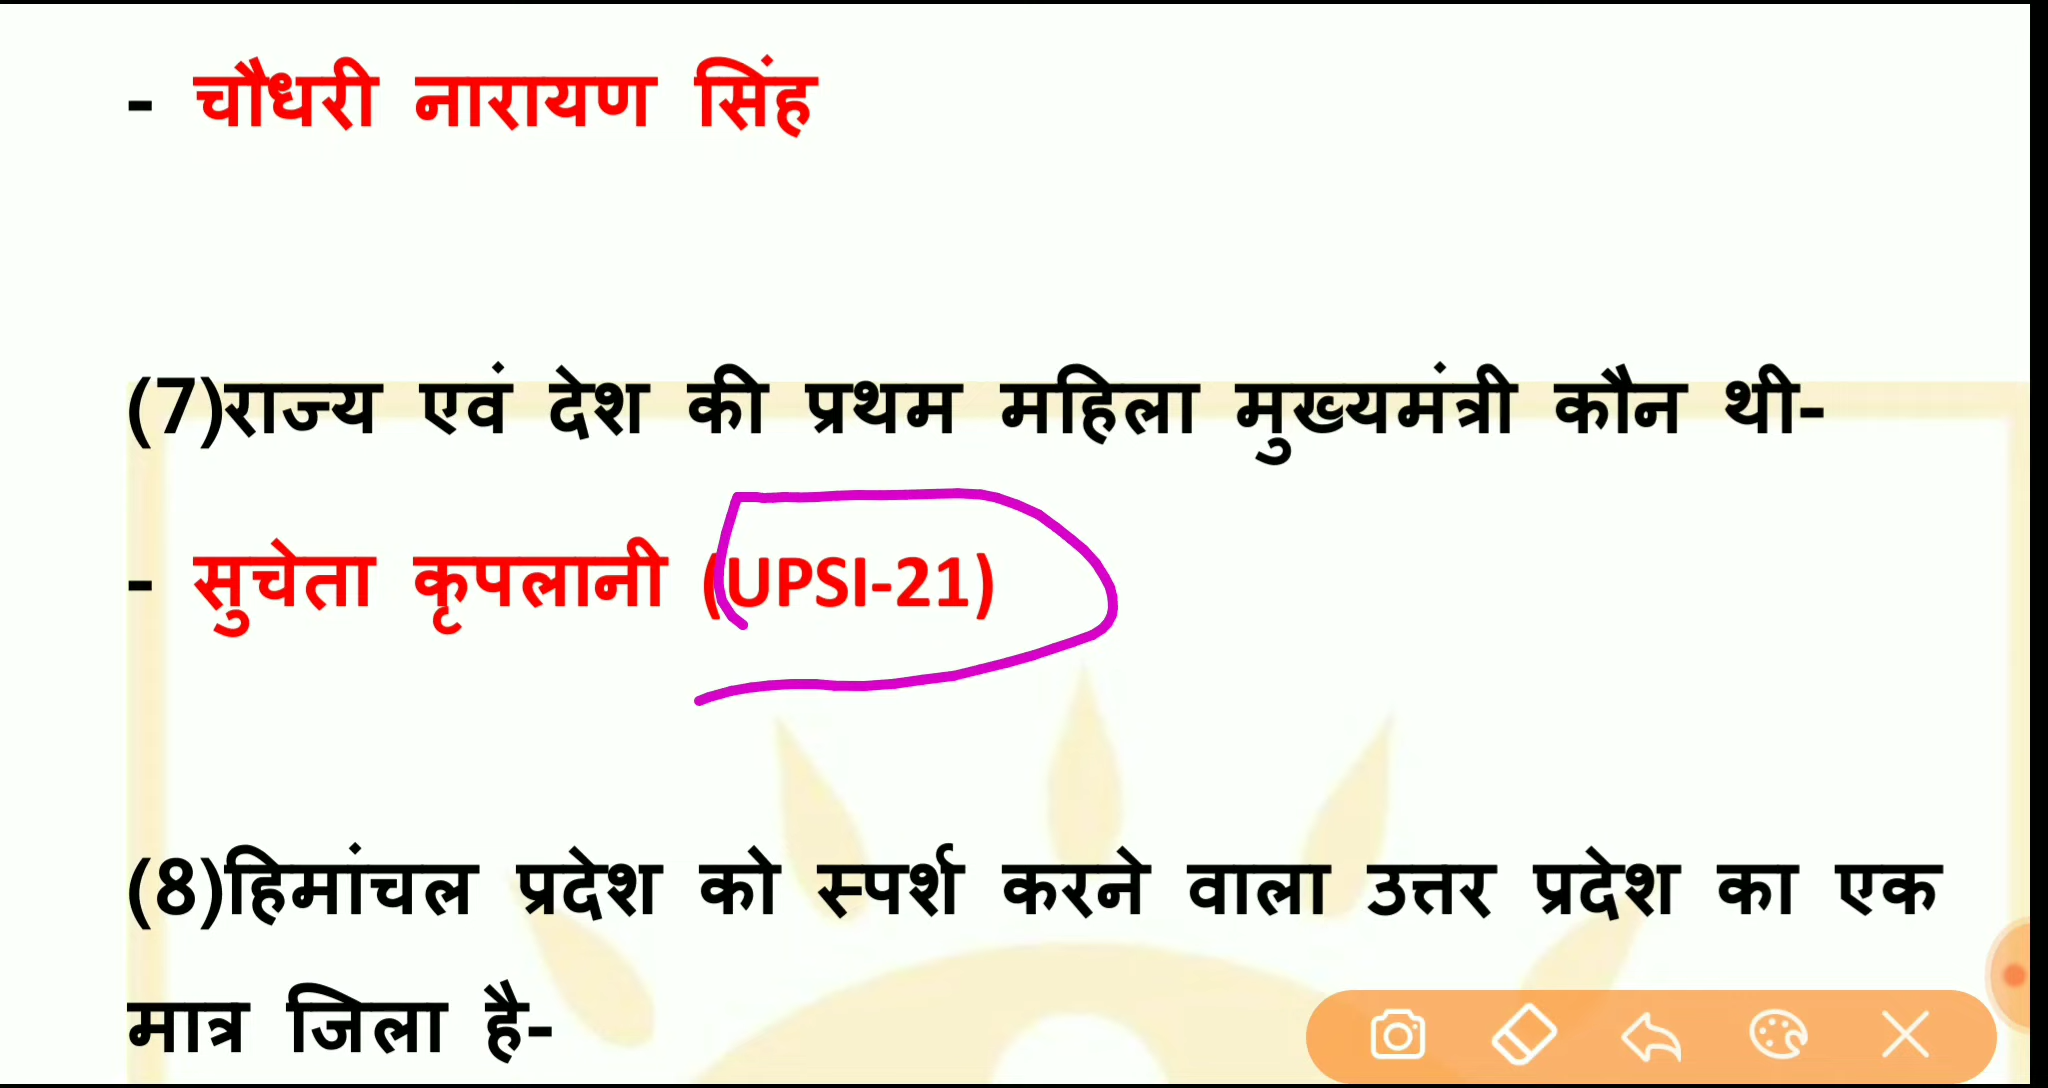 - चौधरी नारायण सिंह
(7)राज्य एवं देश की प्रथम महिला मुख्यमंत्री कौन थी-
- सुचेता कृपलानी (UPSI-21)
(8)हिमांचल प्रदेश को स्पर्श करने वाला उत्तर प्रदेश का एक
मात्र जिला है-